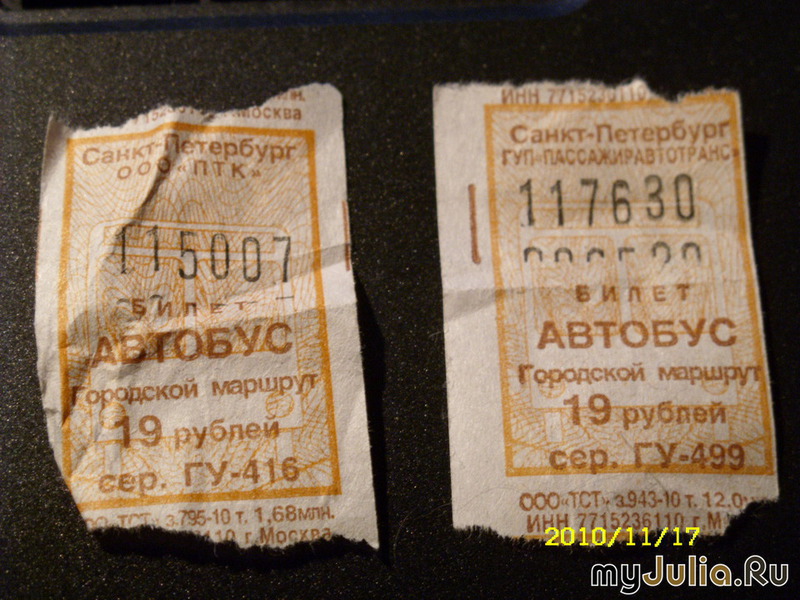 г. Москва
Санкт-Петербург
ООО «ПТК»
115007
БИЛЕТ
АВТОБУС
Городской маршрут
19 рублей
сер. ГУ-416
ООО «ТСТ» з.795-10 т. 1,68млн.
110 г. Москва
ИНН 7715236110
Санкт-Петербург
ГУП«ПАССАЖИРАВТОТРАНС»
117630
БИЛЕТ
АВТОБУС
Городской маршрут
19 рублей
сер. ГУ-499
ООО«ТСТ» з.943-10 т. 12.0
ИНН 7715236110 г. М
2010/11/17
myJulia.Ru